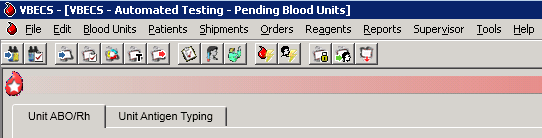 VBECS - [VBECS - Automated Testing - Pending Blood Units]
File Edit Blood Units Patients Shipments Orders Reagents Reports Supervisor Tools Help
Unit ABO/Rh Unit Antigen Typing